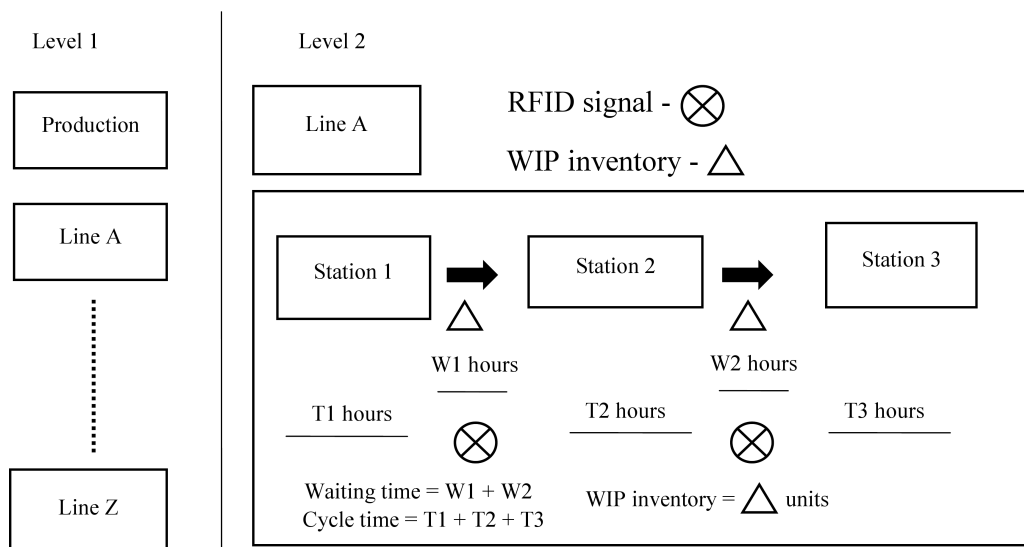 Level 1
Production
Line A
Line Z
Level 2
Line A
RFID signal -
WIP inventory -
Station 1
Station 2
Station 3
W1 hours
W2 hours
T1 hours
T2 hours
T3 hours
Waiting time = W1 + W2
Cycle time = T1 + T2 + T3
WIP inventory = units